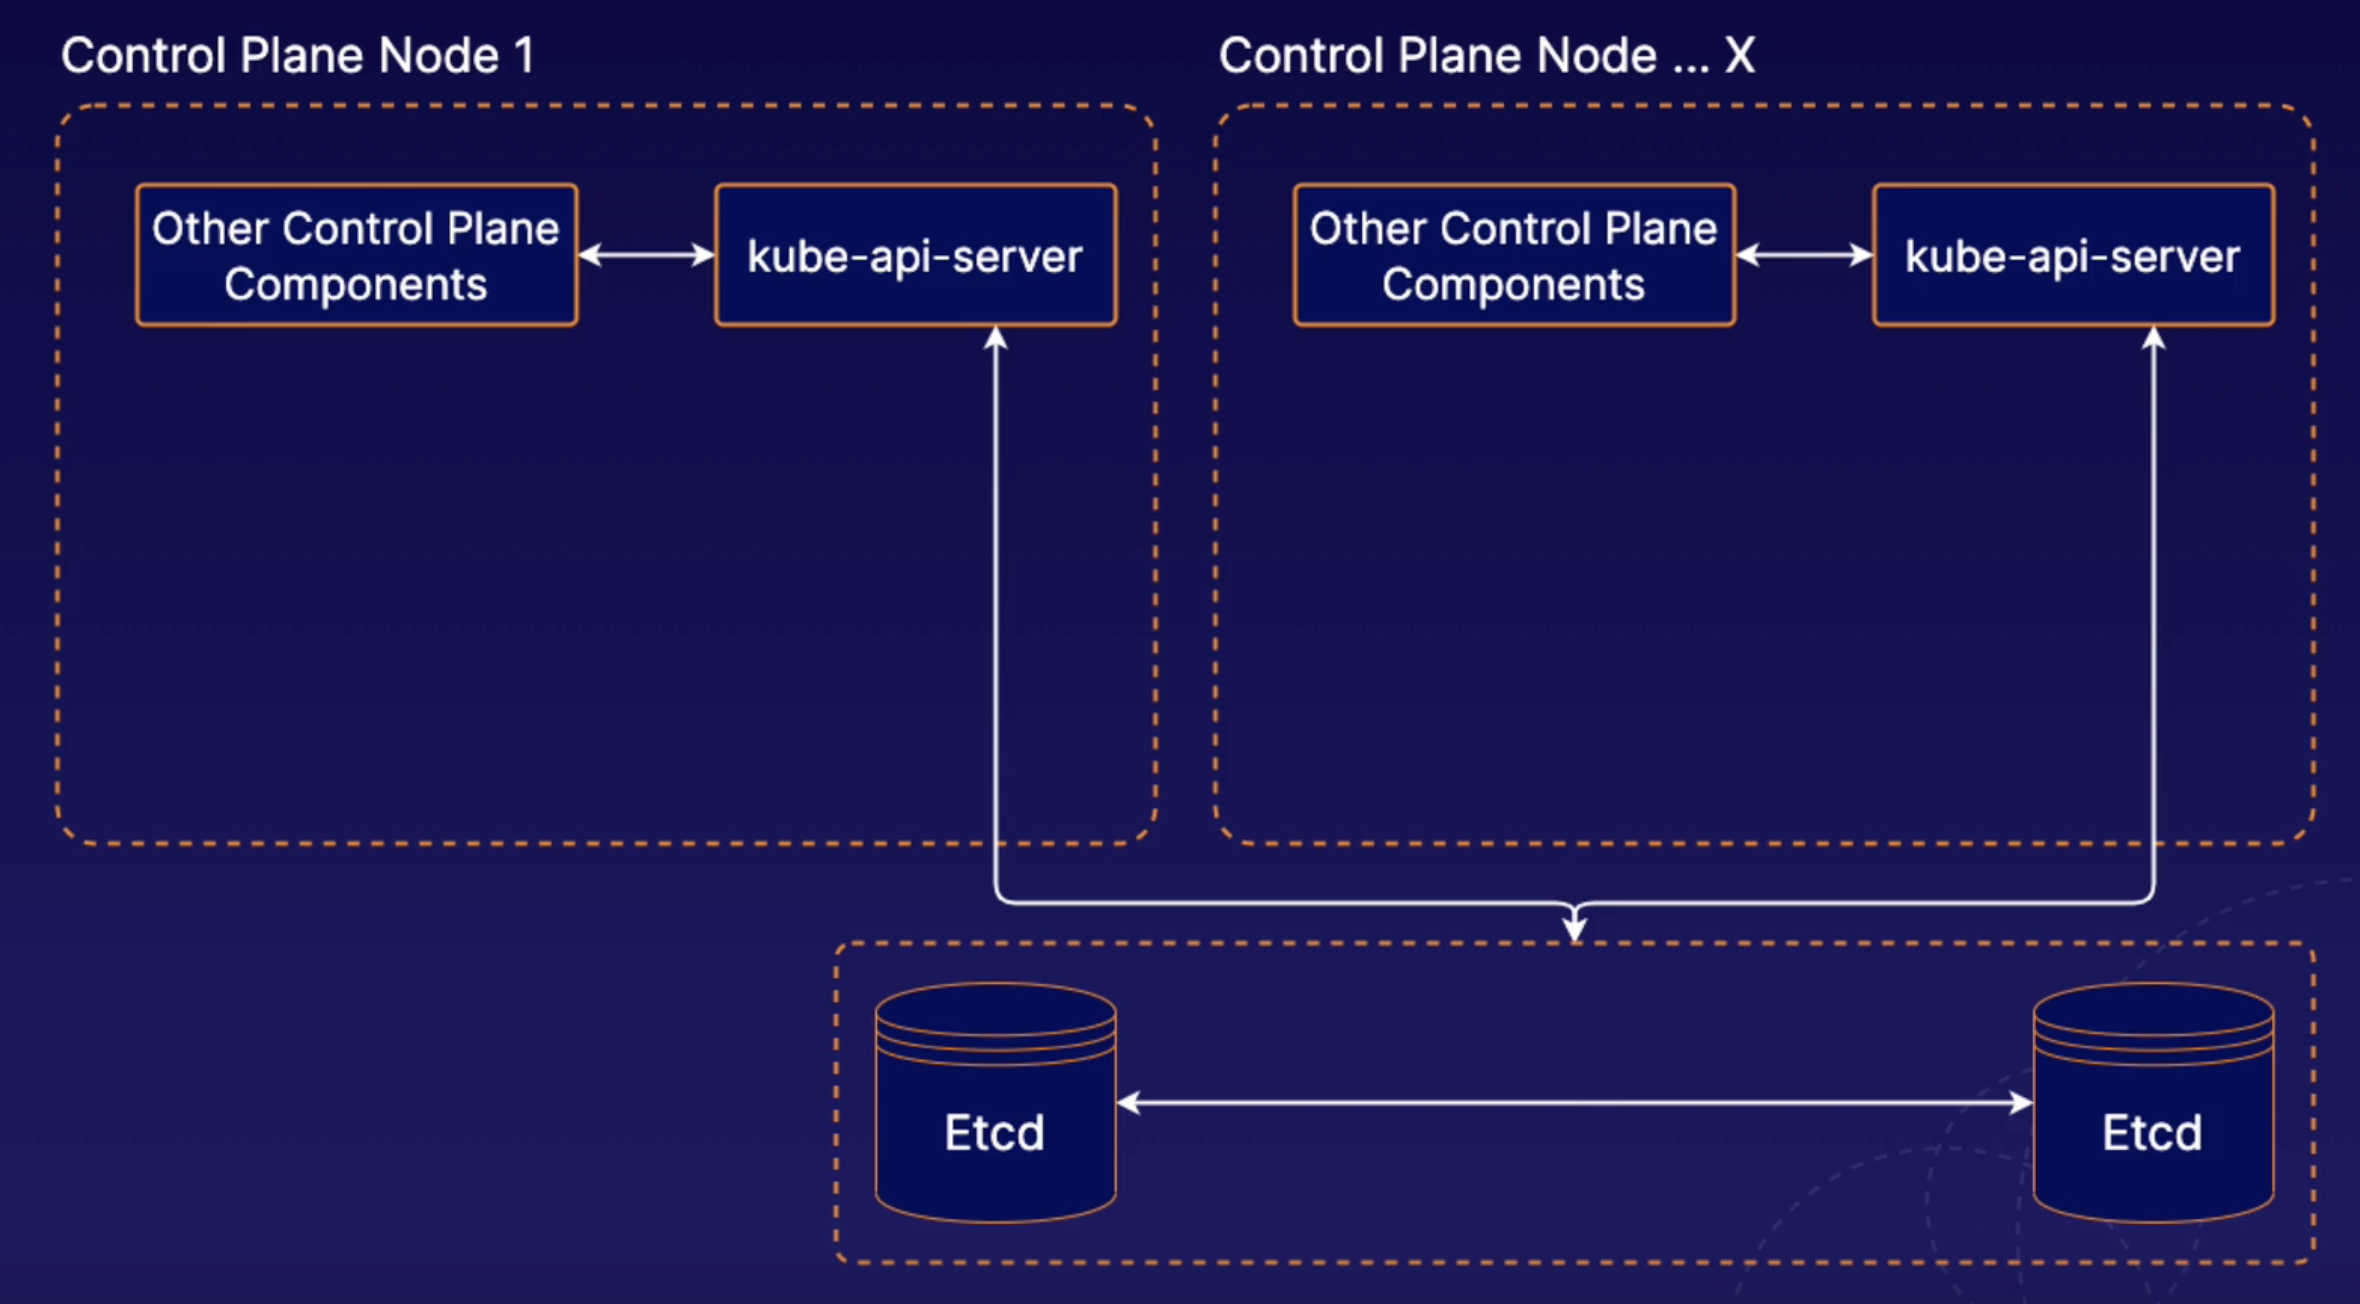 Control Plane Node 1
Control Plane Node ... X
Other Control Plane
Components
kube-api-server
Other Control Plane
Components
kube-api-server
Etcd
Etcd